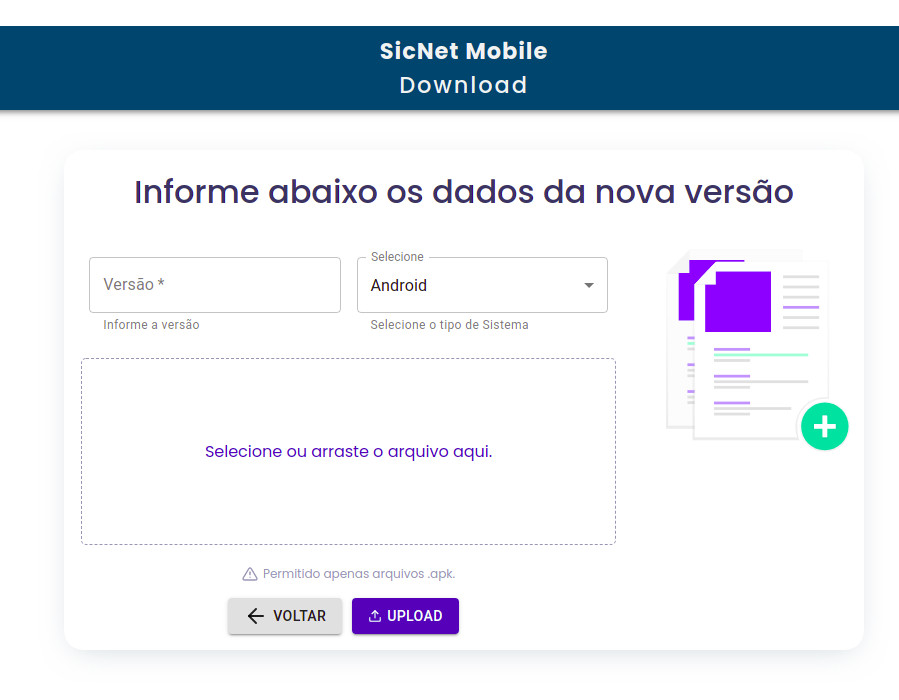 SicNet Mobile
Download
Informe abaixo os dados da nova versão
Versão *
Informe a versão
Selecione
Android
Selecione o tipo de Sistema
Selecione ou arraste o arquivo aqui.
Permitido apenas arquivos .apk.
VOLTAR
UPLOAD